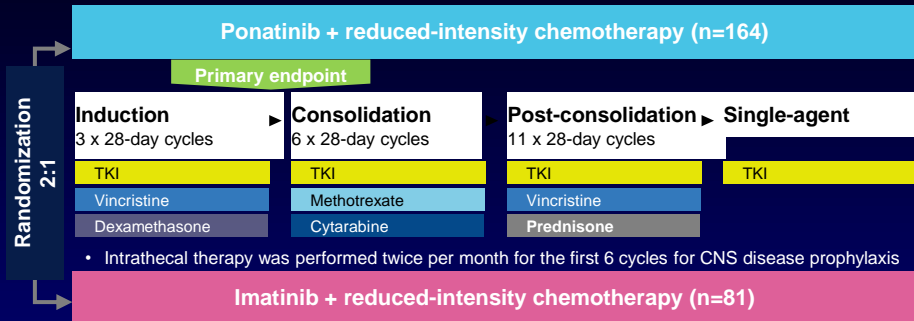 Ponatinib + reduced-intensity chemotherapy (n=164)
Primary endpoint
Randomization
2:1
Induction
3 x 28-day cycles
TKI
Vincristine
Dexamethasone
Consolidation
6 x 28-day cycles
TKI
Methotrexate
Cytarabine
Post-consolidation
11 x 28-day cycles
TKI
Vincristine
Prednisone
Single-agent
TKI
• Intrathecal therapy was performed twice per month for the first 6 cycles for CNS disease prophylaxis
Imatinib + reduced-intensity chemotherapy (n=81)